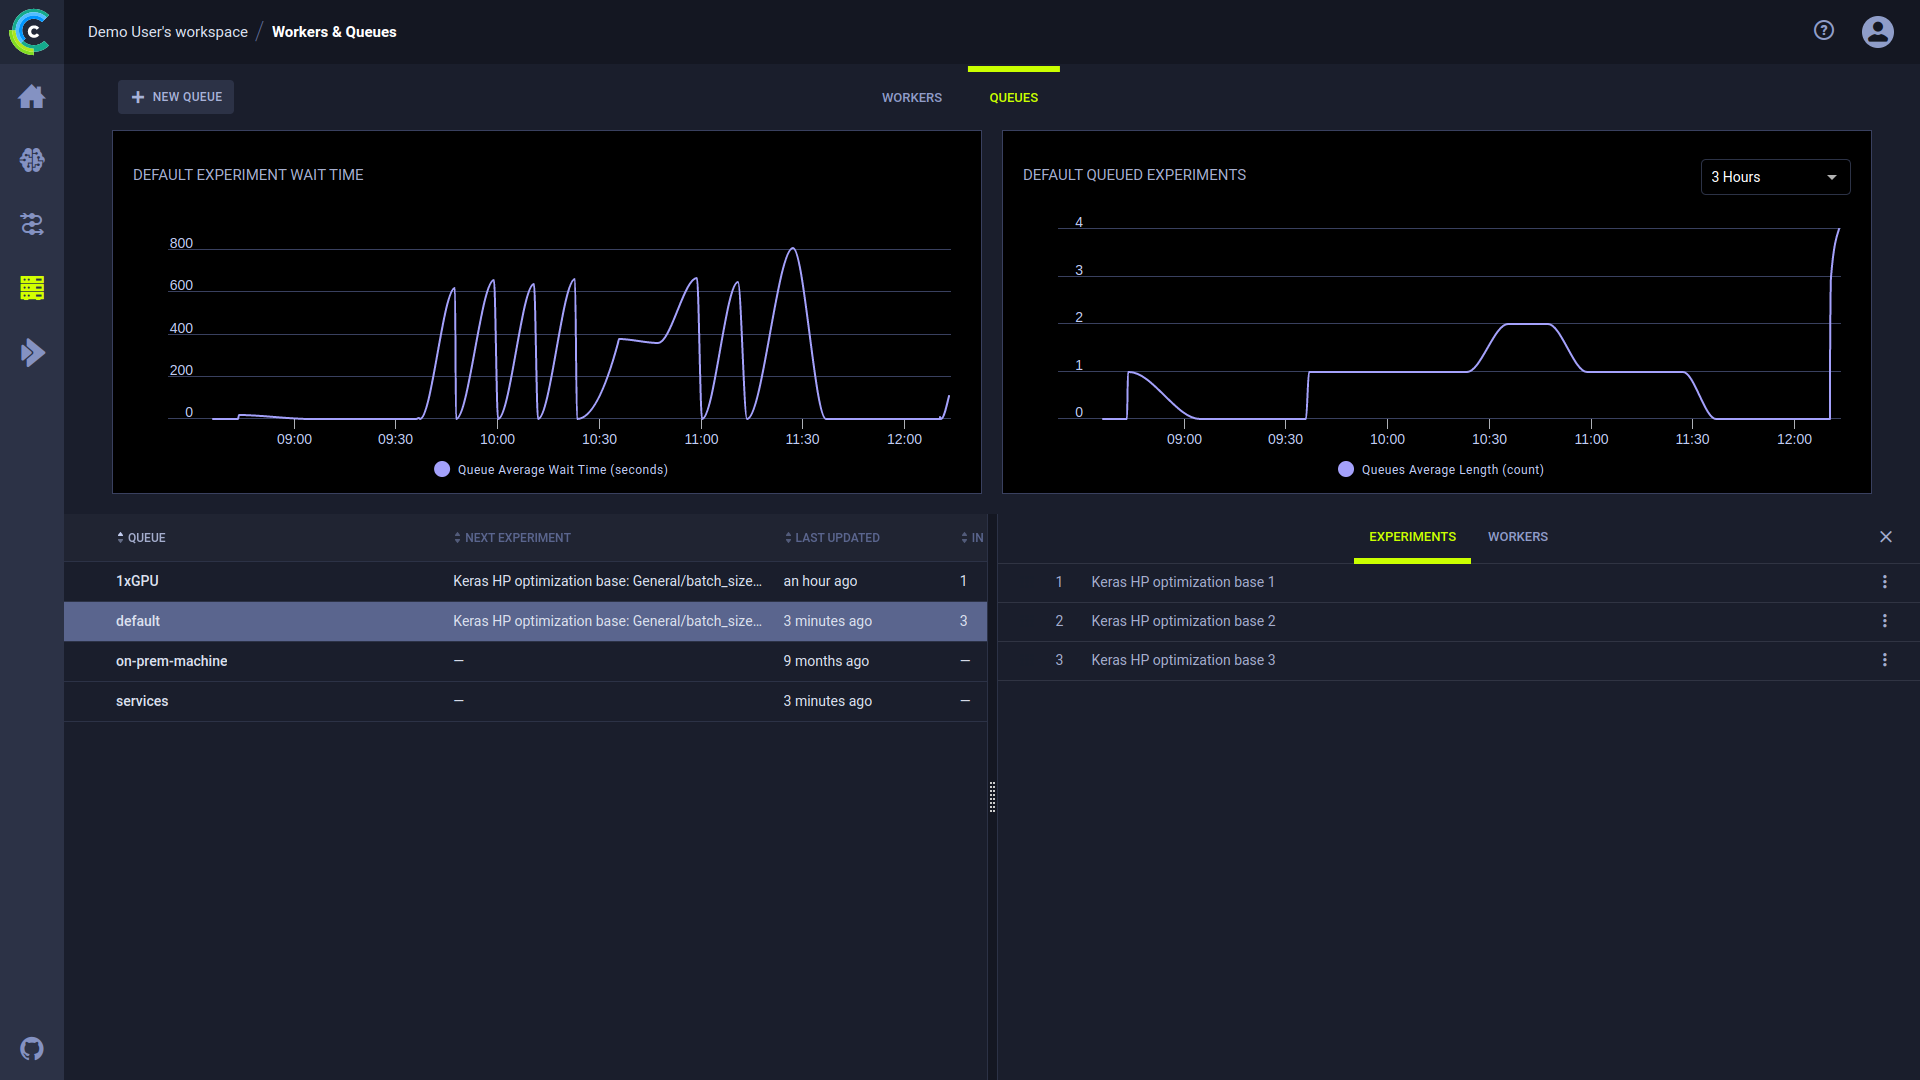 Demo User's workspace / Workers & Queues
NEW QUEUE
WORKERS
QUEUES
DEFAULT EXPERIMENT WAIT TIME
800
600
400
200
0
09:00 09:30 10:00 10:30 11:00 11:30 12:00
Queue Average Wait Time (seconds)
DEFAULT QUEUED EXPERIMENTS
3 Hours
4
3
2
1
0
09:00 09:30 10:00 10:30 11:00 11:30 12:00
Queues Average Length (count)
QUEUE NEXT EXPERIMENT LAST UPDATED IN
1xGPU Keras HP optimization base: General/batch_size... an hour ago 1
default Keras HP optimization base: General/batch_size... 3 minutes ago 3
on-prem-machine — 9 months ago —
services — 3 minutes ago —
EXPERIMENTS WORKERS
1 Keras HP optimization base 1
2 Keras HP optimization base 2
3 Keras HP optimization base 3